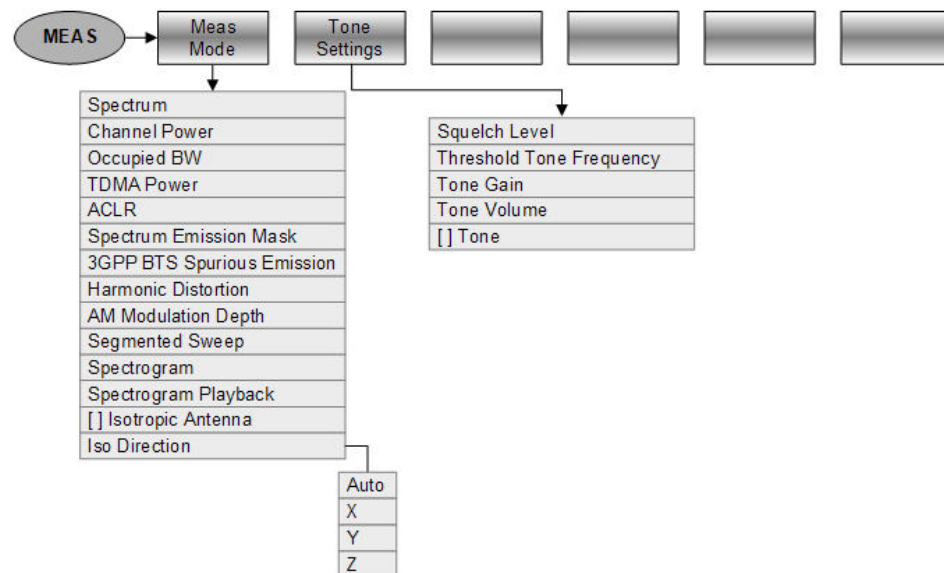 MEAS
Meas
Mode
Tone
Settings
Spectrum
Channel Power
Occupied BW
TDMA Power
ACLR
Spectrum Emission Mask
3GPP BTS Spurious Emission
Harmonic Distortion
AM Modulation Depth
Segmented Sweep
Spectrogram
Spectrogram Playback
[ ] Isotropic Antenna
Iso Direction
Auto
X
Y
Z
Squelch Level
Threshold Tone Frequency
Tone Gain
Tone Volume
[ ] Tone